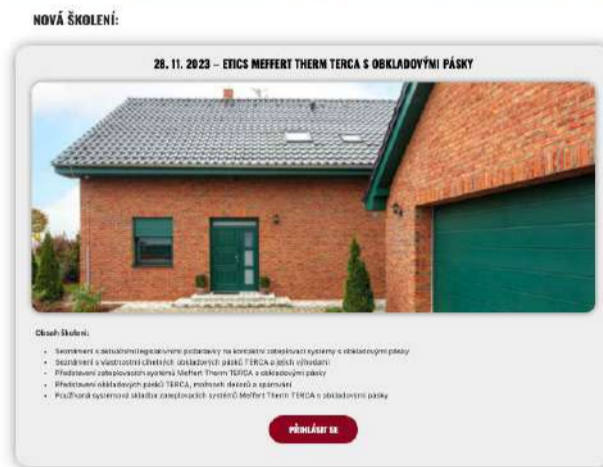 NOVÁ ŠKOLENÍ:
28. 11. 2023 – ETICS MEFFERT THERM TERCA S OBKLADOVÝMI PÁSKY
Obsah školení:
Seznámení s aktuálními legislativními požadavky na kontaktní zateplovací systémy s obkladovými pásky
Seznámení s vlastnostmi cihelných obkladových pásků TERCA a jejich výhodami
Představení zateplovacích systémů Meffert Therm TERCA s obkladovými pásky
Představení obkladových pásků TERCA, možnosti dekorů a spárování
Používaná systémová skladba zateplovacích systémů Meffert Therm TERCA s obkladovými pásky
PŘIHLÁSIT SE